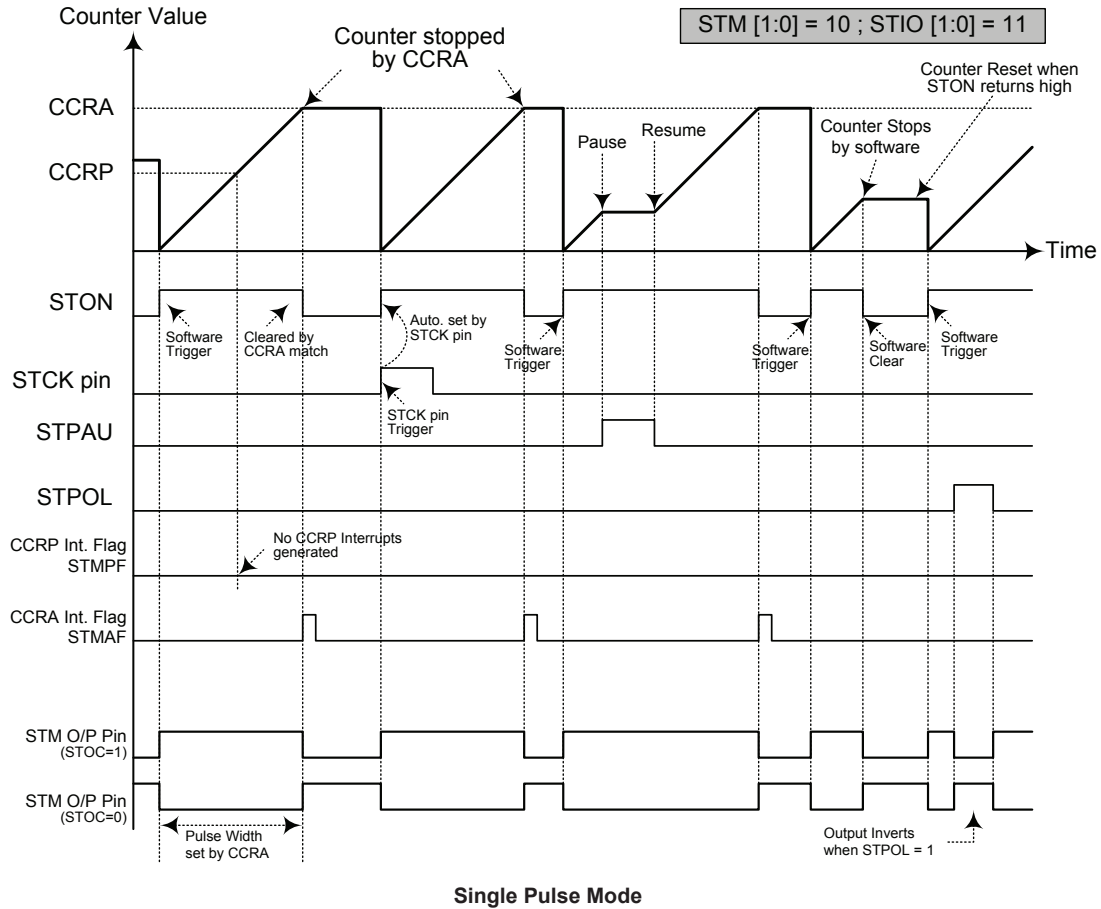 Counter Value
STM [1:0] = 10 ; STIO [1:0] = 11
Counter stopped
by CCRA
Counter Reset when
STON returns high
CCRA
Pause
Resume
Counter Stops
by software
CCRP
Time
STON
Software
Trigger
Cleared by
CCRA match
Auto. set by
STCK pin
Software
Trigger
Software
Trigger
Software
Clear
Software
Trigger
STCK pin
STCK pin
Trigger
STPAU
STPOL
CCRP Int. Flag
STMPF
No CCRP Interrupts
generated
CCRA Int. Flag
STMAF
STM O/P Pin
(STOC=1)
STM O/P Pin
(STOC=0)
Pulse Width
set by CCRA
Output Inverts
when STPOL = 1
Single Pulse Mode